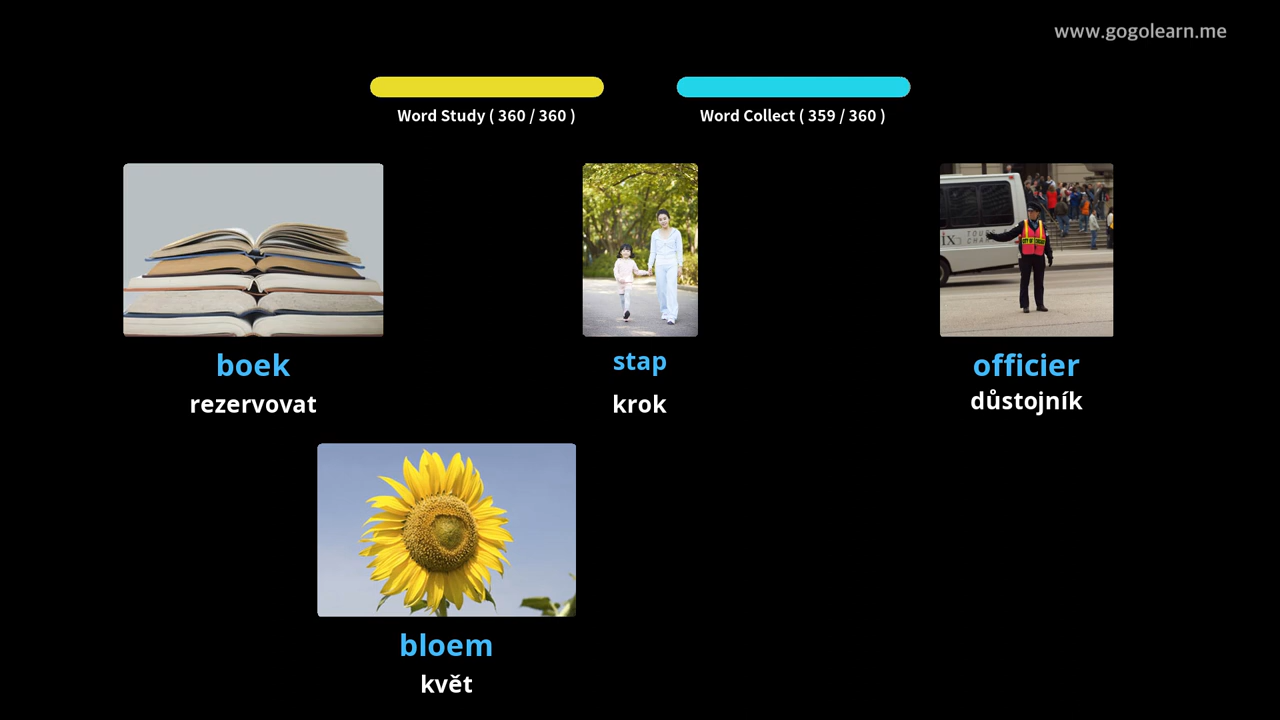 www.gogolearn.me
Word Study ( 360 / 360 )
Word Collect ( 359 / 360 )
boek
rezervovat
stap
krok
officier
důstojník
bloem
květ